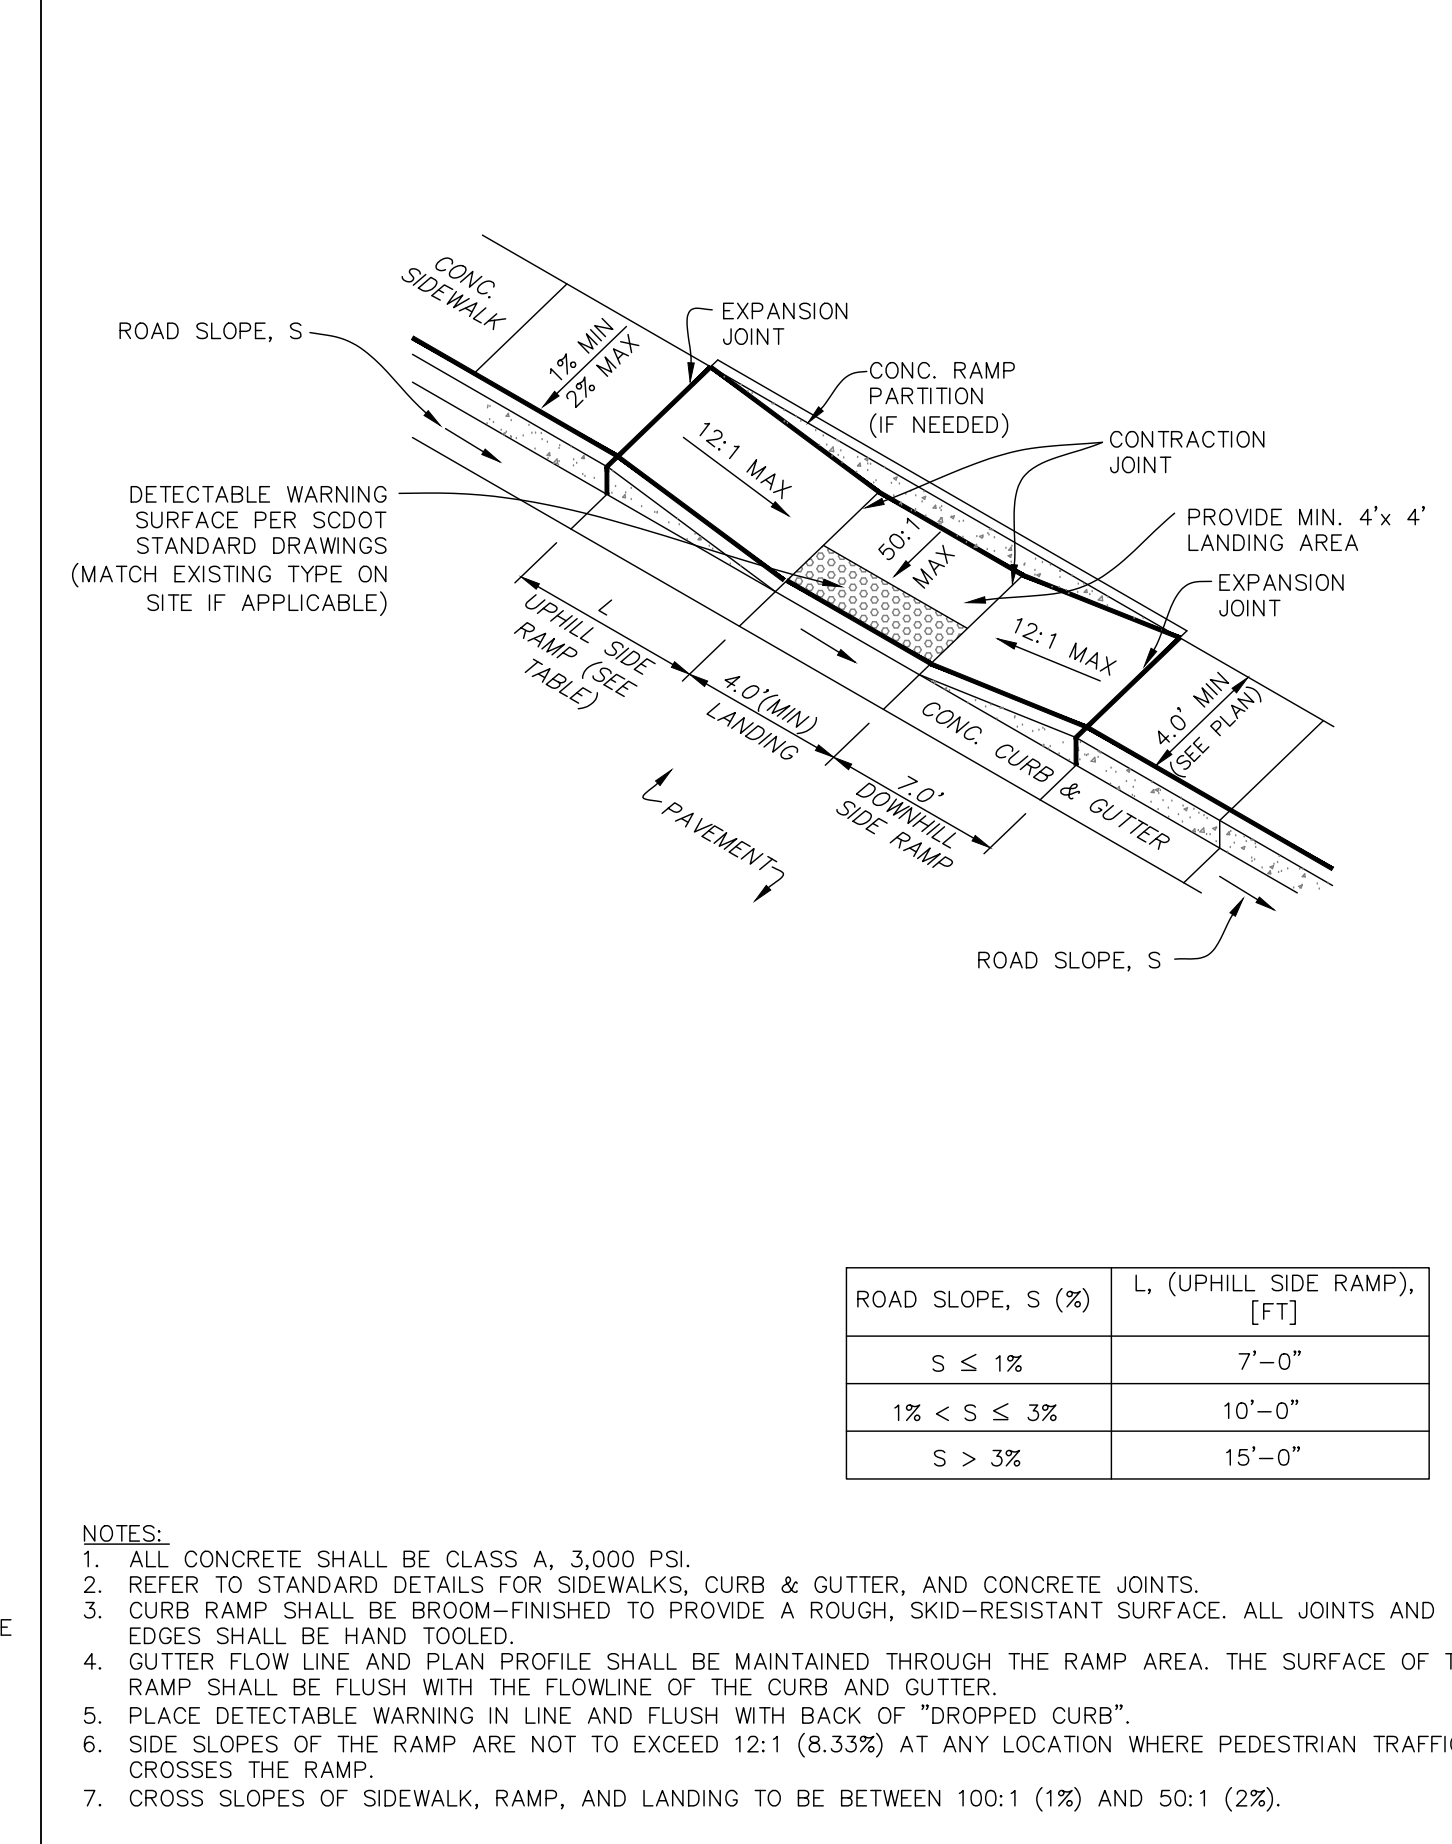 CONC.
SIDEWALK
ROAD SLOPE, S
1% MIN
2% MAX
EXPANSION
JOINT
CONC. RAMP
PARTITION
(IF NEEDED)
12:1 MAX
CONTRACTION
JOINT
DETECTABLE WARNING
SURFACE PER SCDOT
STANDARD DRAWINGS
(MATCH EXISTING TYPE ON
SITE IF APPLICABLE)
50:1
MAX
PROVIDE MIN. 4'x 4'
LANDING AREA
EXPANSION
JOINT
12:1 MAX
L
UPHILL SIDE
RAMP (SEE
TABLE)
4.0'(MIN)
LANDING
4.0' MIN
(SEE PLAN)
CONC. CURB & GUTTER
7.0'
DOWNHILL
SIDE RAMP
PAVEMENT
ROAD SLOPE, S
ROAD SLOPE, S (%)
L, (UPHILL SIDE RAMP),
[FT]
S ≤ 1%
7'–0"
1% < S ≤ 3%
10'–0"
S > 3%
15'–0"
NOTES:
1. ALL CONCRETE SHALL BE CLASS A, 3,000 PSI.
2. REFER TO STANDARD DETAILS FOR SIDEWALKS, CURB & GUTTER, AND CONCRETE JOINTS.
3. CURB RAMP SHALL BE BROOM–FINISHED TO PROVIDE A ROUGH, SKID–RESISTANT SURFACE. ALL JOINTS AND
E
EDGES SHALL BE HAND TOOLED.
4. GUTTER FLOW LINE AND PLAN PROFILE SHALL BE MAINTAINED THROUGH THE RAMP AREA. THE SURFACE OF
RAMP SHALL BE FLUSH WITH THE FLOWLINE OF THE CURB AND GUTTER.
5. PLACE DETECTABLE WARNING IN LINE AND FLUSH WITH BACK OF "DROPPED CURB".
6. SIDE SLOPES OF THE RAMP ARE NOT TO EXCEED 12:1 (8.33%) AT ANY LOCATION WHERE PEDESTRIAN TRAFFIC
CROSSES THE RAMP.
7. CROSS SLOPES OF SIDEWALK, RAMP, AND LANDING TO BE BETWEEN 100:1 (1%) AND 50:1 (2%).